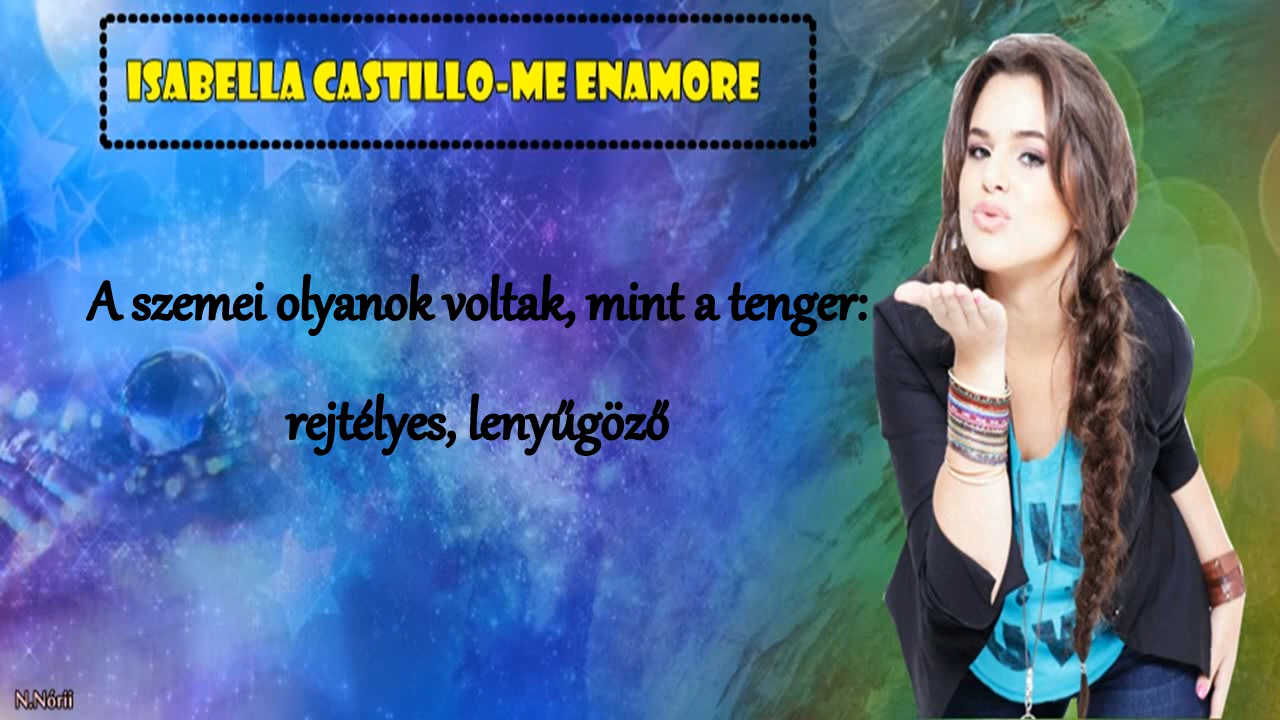 ISABELLA CASTILLO-ME ENAMORE
A szemei olyanok voltak, mint a tenger:
rejtélyes, lenyűgöző
N.Nórii